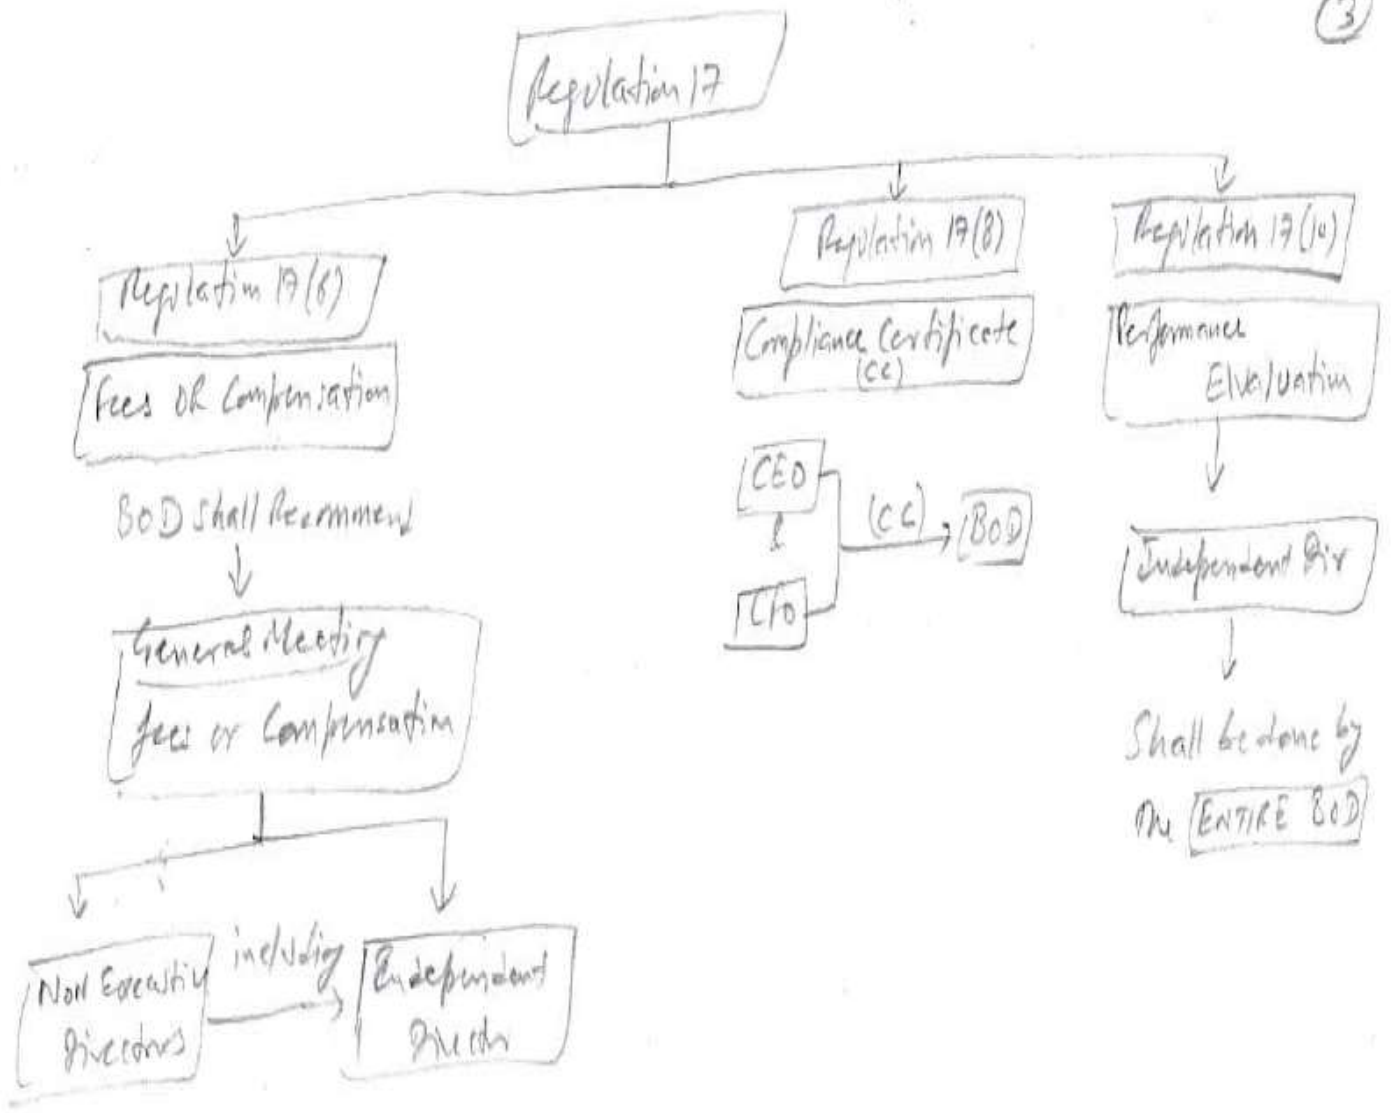 3
Regulation 17
Regulation 17(6)
Fees OR Compensation
BOD Shall Recommend
General Meeting
fees or Compensation
Non Executive
Directors
including
Independent
Director
Regulation 17(8)
Compliance Certificate
(CC)
CEO
&
CFO
(CC)
BOD
Regulation 17(10)
Performance
Elvaluation
Independent Dir
Shall be done by
the ENTIRE BOD